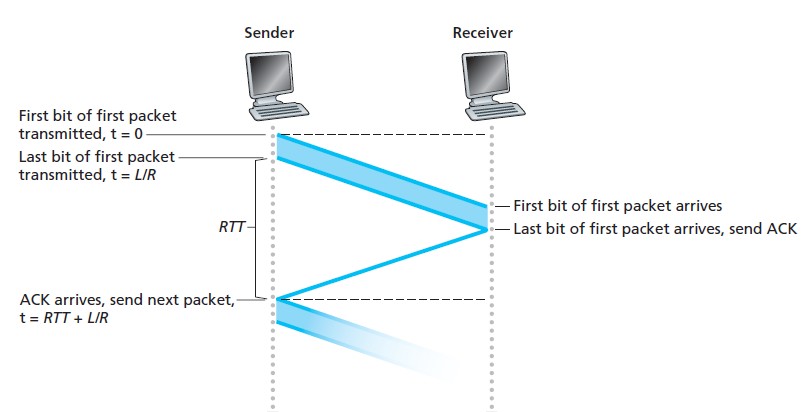 Sender
Receiver
First bit of first packet
transmitted, t = 0
Last bit of first packet
transmitted, t = L/R
First bit of first packet arrives
RTT
Last bit of first packet arrives, send ACK
ACK arrives, send next packet,
t = RTT + L/R